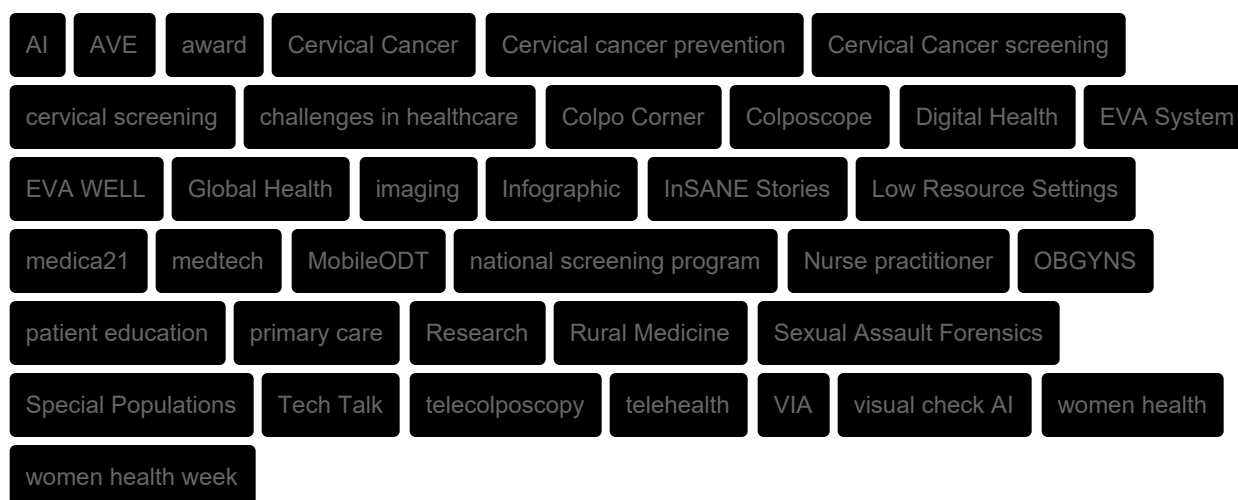 AI AVE award Cervical Cancer Cervical cancer prevention Cervical Cancer screening
cervical screening challenges in healthcare Colpo Corner Colposcope Digital Health EVA System
EVA WELL Global Health imaging Infographic InSANE Stories Low Resource Settings
medica21 medtech MobileODT national screening program Nurse practitioner OBGYNS
patient education primary care Research Rural Medicine Sexual Assault Forensics
Special Populations Tech Talk telecolposcopy telehealth VIA visual check AI women health
women health week